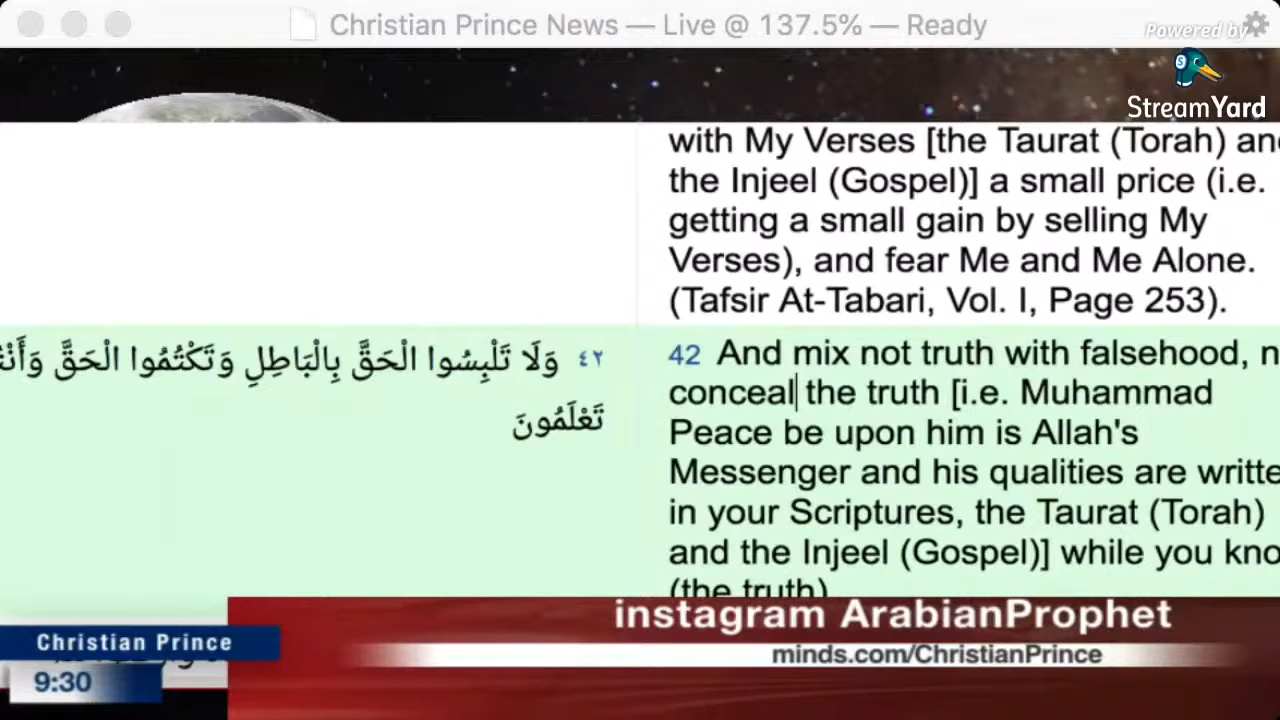 Christian Prince News — Live @ 137.5% — Ready
Powered by
StreamYard
with My Verses [the Taurat (Torah) and
the Injeel (Gospel)] a small price (i.e.
getting a small gain by selling My
Verses), and fear Me and Me Alone.
(Tafsir At-Tabari, Vol. I, Page 253).
٤٢ وَلَا تَلْبِسُوا الْحَقَّ بِالْبَاطِلِ وَتَكْتُمُوا الْحَقَّ
تَعْلَمُونَ
42 And mix not truth with falsehood, n
conceal the truth [i.e. Muhammad
Peace be upon him is Allah's
Messenger and his qualities are writte
in your Scriptures, the Taurat (Torah)
and the Injeel (Gospel)] while you kno
(the truth)
instagram ArabianProphet
Christian Prince
minds.com/ChristianPrince
9:30